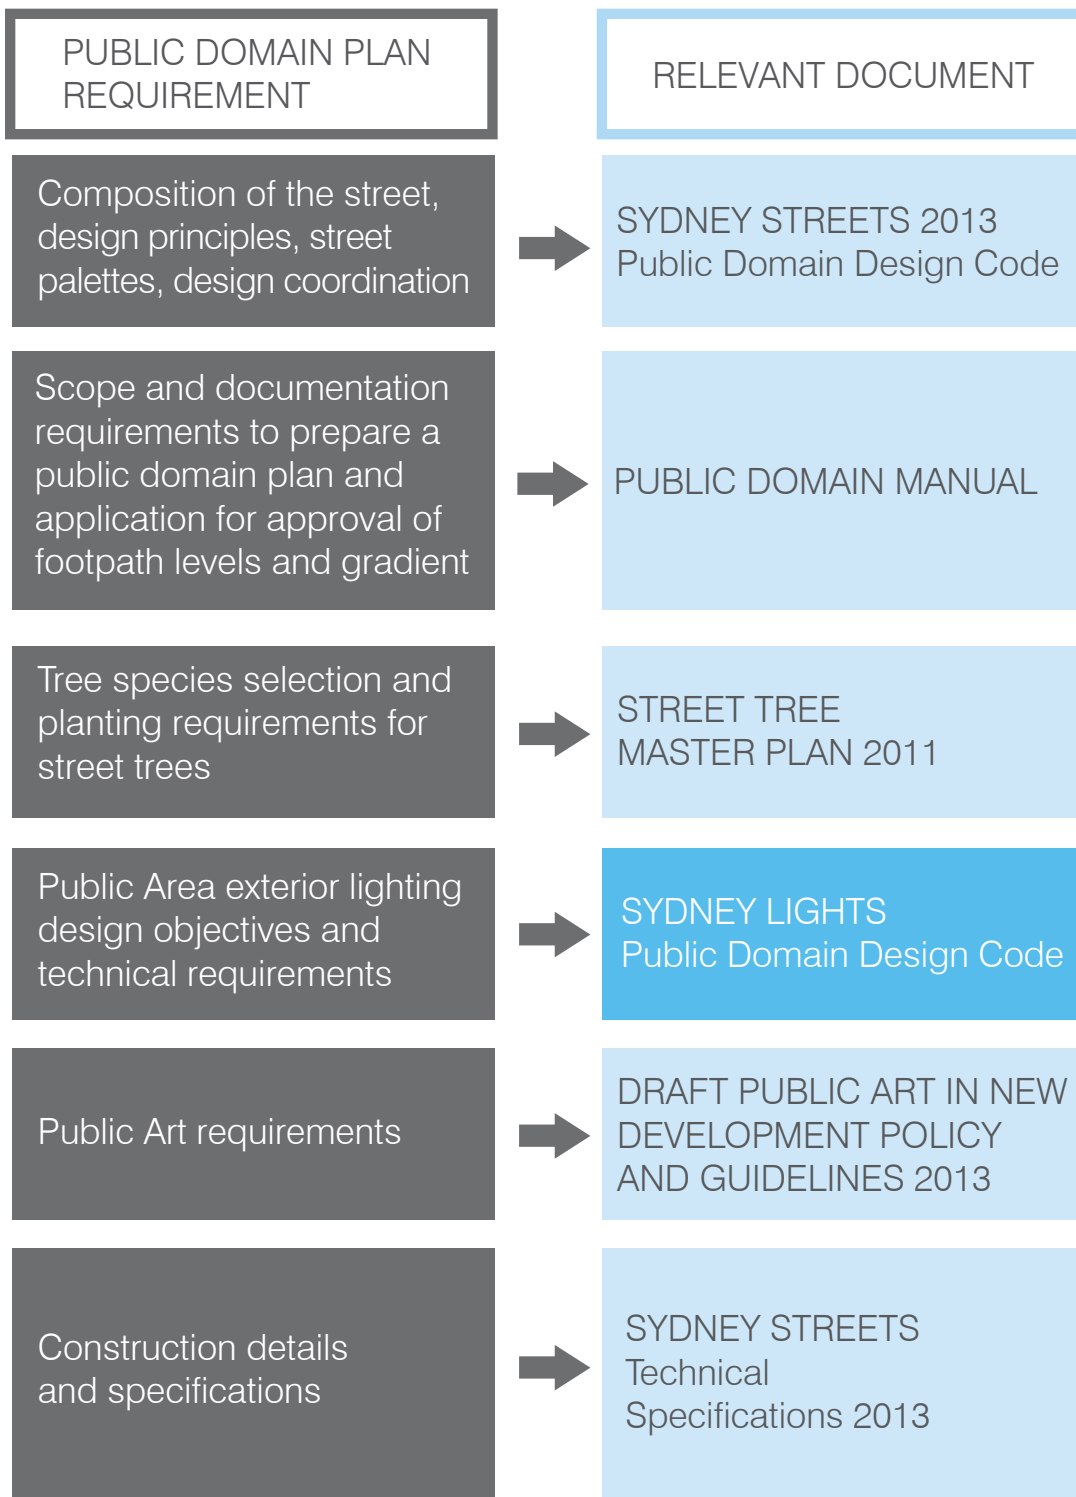 PUBLIC DOMAIN PLAN
REQUIREMENT
RELEVANT DOCUMENT
Composition of the street,
design principles, street
palettes, design coordination
SYDNEY STREETS 2013
Public Domain Design Code
Scope and documentation
requirements to prepare a
public domain plan and
application for approval of
footpath levels and gradient
PUBLIC DOMAIN MANUAL
Tree species selection and
planting requirements for
street trees
STREET TREE
MASTER PLAN 2011
Public Area exterior lighting
design objectives and
technical requirements
SYDNEY LIGHTS
Public Domain Design Code
Public Art requirements
DRAFT PUBLIC ART IN NEW
DEVELOPMENT POLICY
AND GUIDELINES 2013
Construction details
and specifications
SYDNEY STREETS
Technical
Specifications 2013